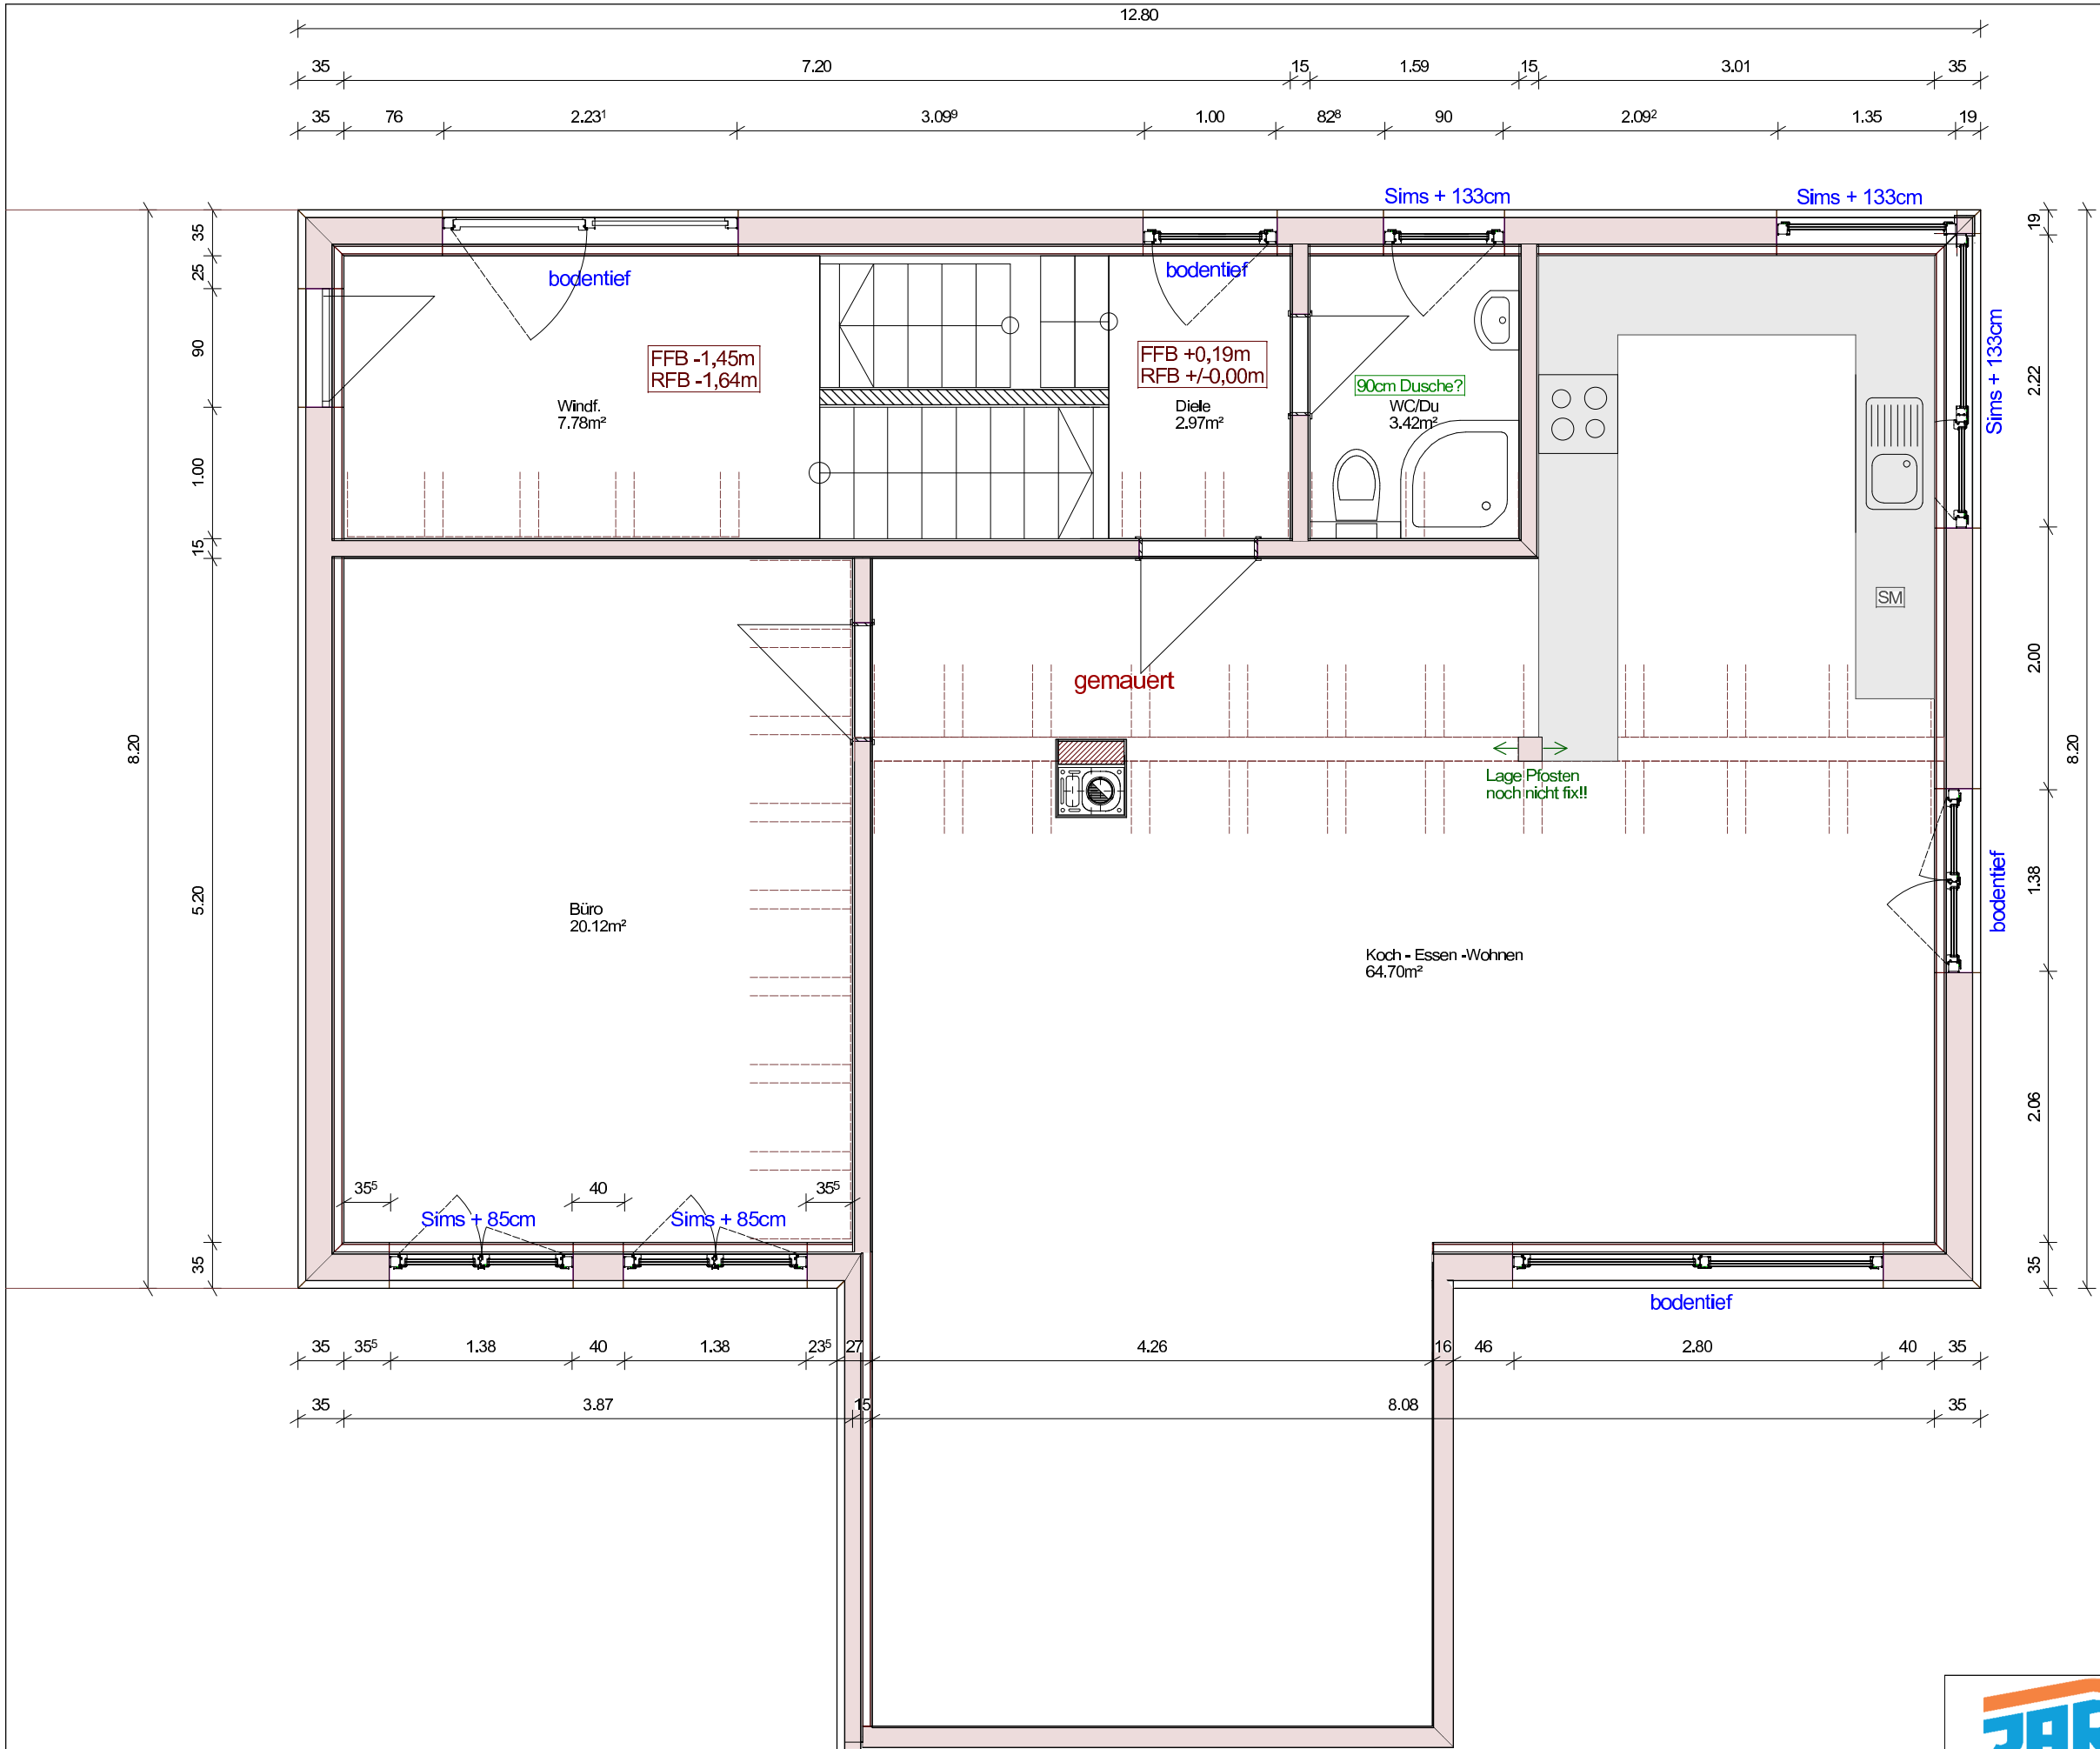 12.80
35 7.20 15 1.59 15 3.01 35
35 76 2.23¹ 3.09⁹ 1.00 82⁸ 90 2.09² 1.35 19
Sims + 133cm
Sims + 133cm
bodentief
bodentief
FFB -1,45m
RFB -1,64m
FFB +0,19m
RFB +/-0,00m
90cm Dusche?
Windf.
7.78m²
Diele
2.97m²
WC/Du
3.42m²
Sims + 133cm
SM
gemauert
Lage Pfosten
noch nicht fix!!
Büro
20.12m²
Koch - Essen -Wohnen
64.70m²
bodentief
35⁵ 40 35⁵
Sims + 85cm
Sims + 85cm
bodentief
8.20
35
25
90
1.00
15
5.20
35
19
2.22
2.00
1.38
2.06
35
8.20
35 35⁵ 1.38 40 1.38 23⁵ 27 4.26 16 46 2.80 40 35
35 3.87 15 8.08 35